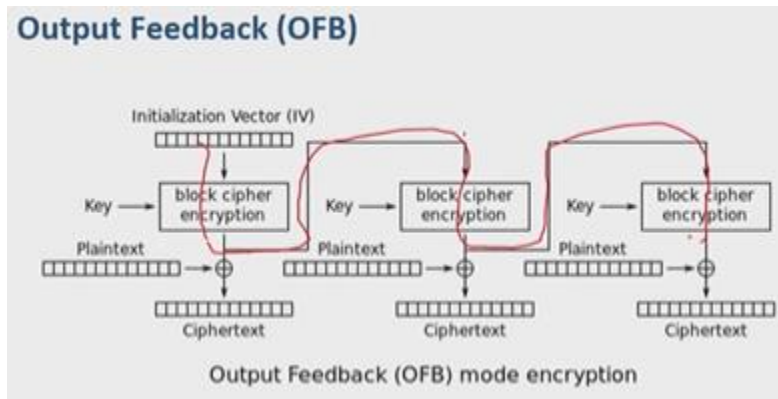 Output Feedback (OFB)
Initialization Vector (IV)
Key
block cipher
encryption
Key
block cipher
encryption
Key
block cipher
encryption
Plaintext
Plaintext
Plaintext
Ciphertext
Ciphertext
Ciphertext
Output Feedback (OFB) mode encryption